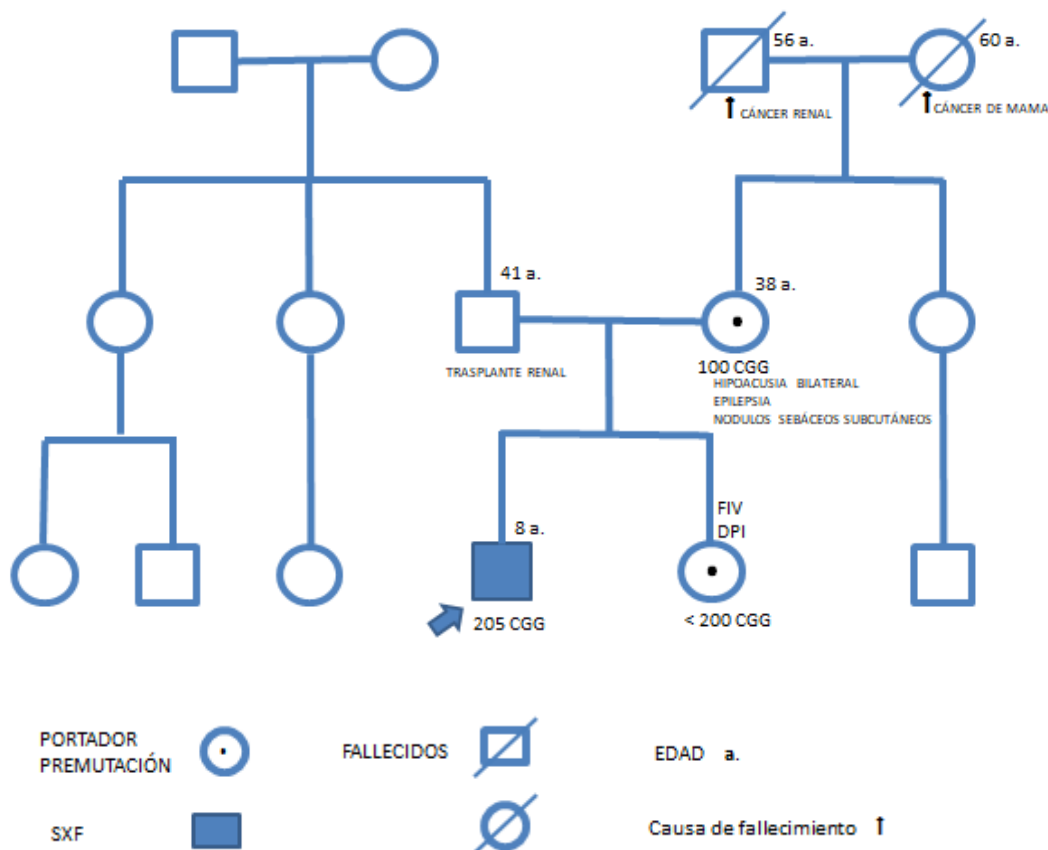 56 a.
60 a.
↑ CÁNCER RENAL
↑ CÁNCER DE MAMA
41 a.
38 a.
TRASPLANTE RENAL
100 CGG
HIPOACUSIA BILATERAL
EPILEPSIA
NODULOS SEBÁCEOS SUBCUTÁNEOS
8 a.
FIV
DPI
205 CGG
< 200 CGG
PORTADOR
PREMUTACIÓN
FALLECIDOS
EDAD a.
SXF
Causa de fallecimiento ↑